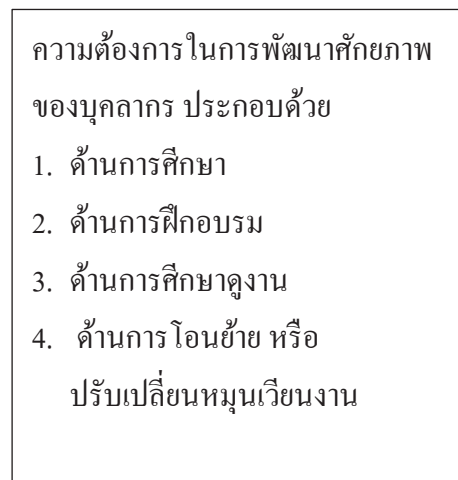 ความต้องการในการพัฒนาศักยภาพ
ของบุคลากร ประกอบด้วย
1. ด้านการศึกษา
2. ด้านการฝึกอบรม
3. ด้านการศึกษาดูงาน
4. ด้านการโอนย้าย หรือ
ปรับเปลี่ยนหมุนเวียนงาน